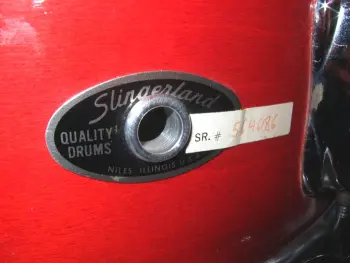 Slingerland
QUALITY
DRUMS
SR. #
NILES, ILLINOIS U.S.A.